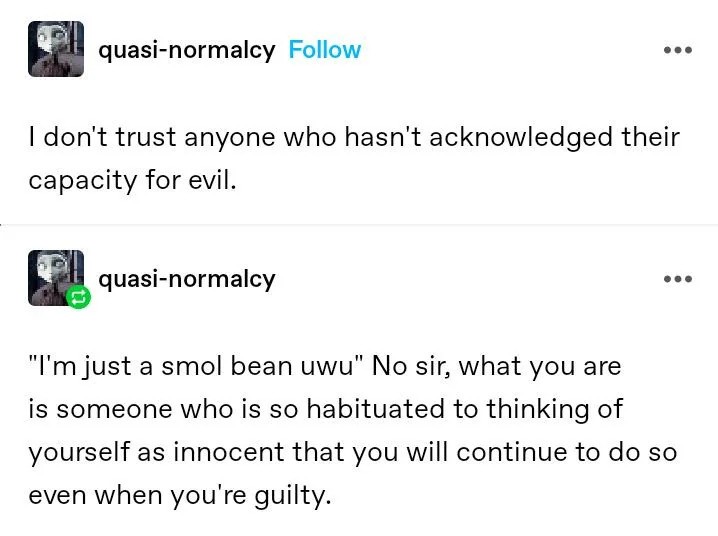 quasi-normalcy Follow
I don't trust anyone who hasn't acknowledged their
capacity for evil.
quasi-normalcy
"I'm just a smol bean uwu" No sir, what you are
is someone who is so habituated to thinking of
yourself as innocent that you will continue to do so
even when you're guilty.